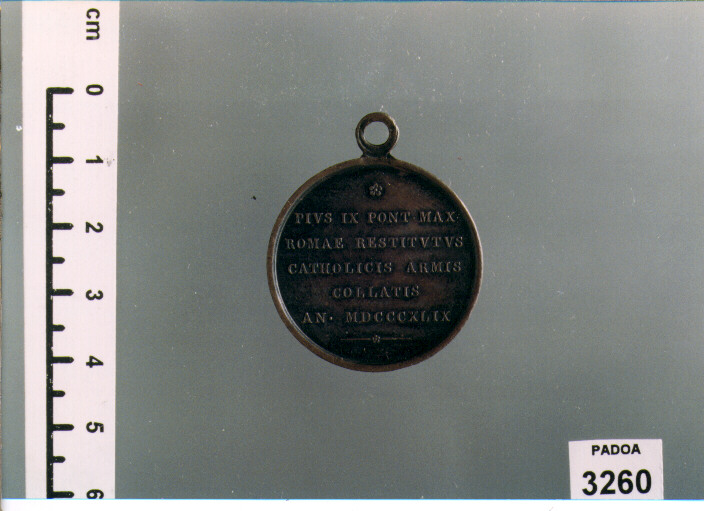 cm
0
1
2
3
4
5
6
PIVS IX PONT MAX.
ROMAE RESTITVTVS
CATHOLICIS ARMIS
COLLATIS
AN· MDCCCXLIX
PADOA
3260